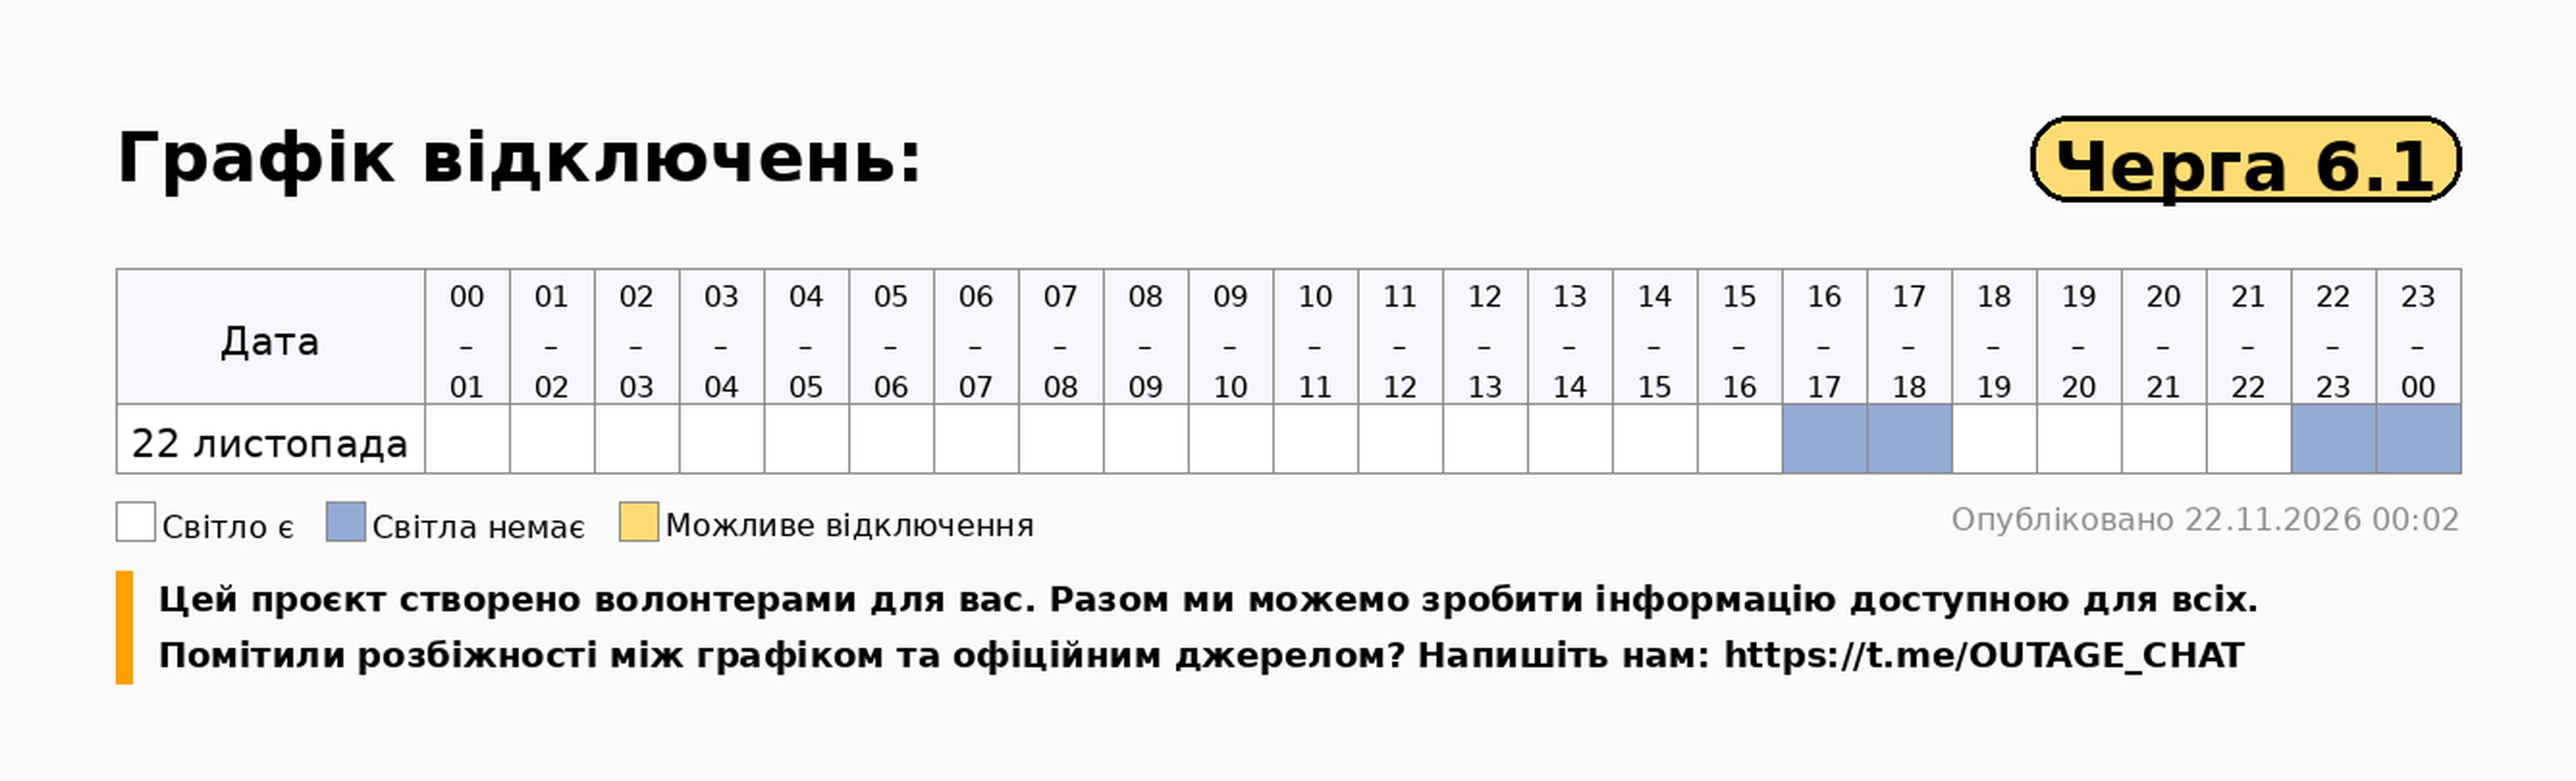 Графік відключень:
Черга 6.1
Дата 00 – 01 01 – 02 02 – 03 03 – 04 04 – 05 05 – 06 06 – 07 07 – 08 08 – 09 09 – 10 10 – 11 11 – 12 12 – 13 13 – 14 14 – 15 15 – 16 16 – 17 17 – 18 18 – 19 19 – 20 20 – 21 21 – 22 22 – 23 23 – 00
22 листопада
Світло є Світла немає Можливе відключення
Опубліковано 22.11.2026 00:02
Цей проєкт створено волонтерами для вас. Разом ми можемо зробити інформацію доступною для всіх.
Помітили розбіжності між графіком та офіційним джерелом? Напишіть нам: https://t.me/OUTAGE_CHAT